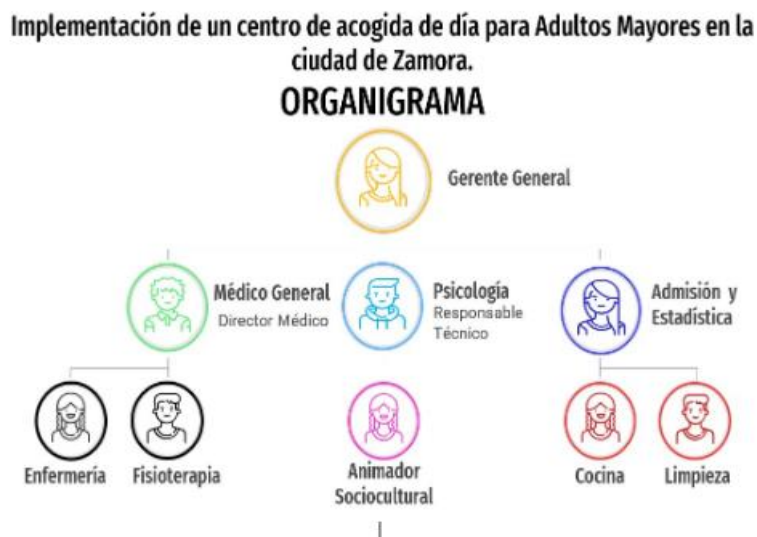 Implementación de un centro de acogida de día para Adultos Mayores en la
ciudad de Zamora.
ORGANIGRAMA
Gerente General
Médico General
Director Médico
Psicología
Responsable
Técnico
Admisión y
Estadística
Enfermería
Fisioterapia
Animador
Sociocultural
Cocina
Limpieza